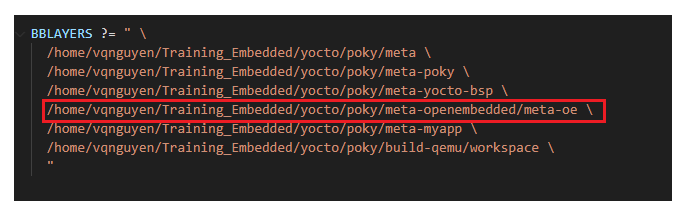 BBLAYERS ?= " \
/home/vqnguyen/Training_Embedded/yocto/poky/meta \
/home/vqnguyen/Training_Embedded/yocto/poky/meta-poky \
/home/vqnguyen/Training_Embedded/yocto/poky/meta-yocto-bsp \
/home/vqnguyen/Training_Embedded/yocto/poky/meta-openembedded/meta-oe \
/home/vqnguyen/Training_Embedded/yocto/poky/meta-myapp \
/home/vqnguyen/Training_Embedded/yocto/poky/build-qemu/workspace \
"